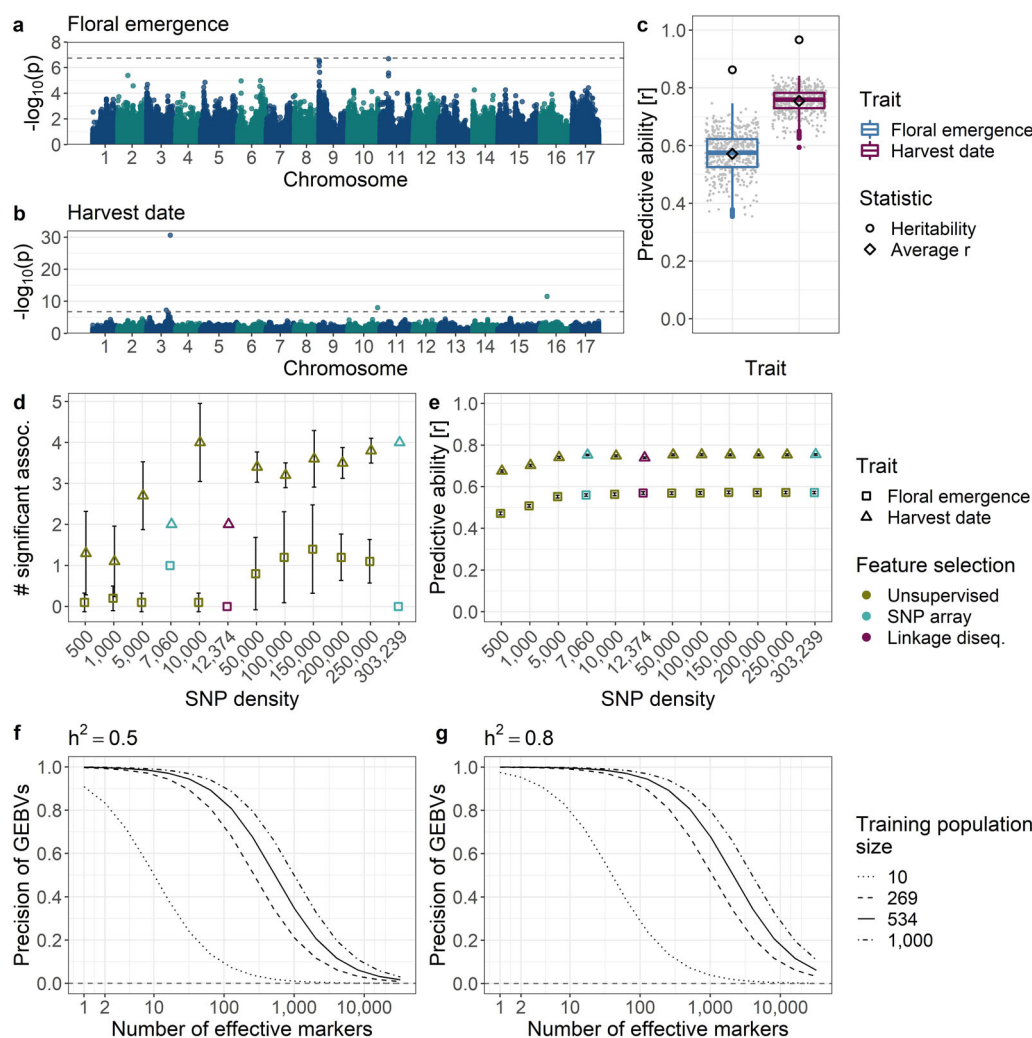 a Floral emergence
8
6
4
2
0
-log10(p)
1 2 3 4 5 6 7 8 9 10 11 12 13 14 15 16 17
Chromosome
b Harvest date
30
20
10
0
-log10(p)
1 2 3 4 5 6 7 8 9 10 11 12 13 14 15 16 17
Chromosome
c
1.0
0.8
0.6
0.4
0.2
0.0
Predictive ability [r]
Trait
Trait
Floral emergence
Harvest date
Statistic
Heritability
Average r
d
5
4
3
2
1
0
# significant assoc.
500 1,000 5,000 7,060 10,000 12,374 50,000 100,000 150,000 200,000 250,000 303,239
SNP density
e
1.0
0.8
0.6
0.4
0.2
0.0
Predictive ability [r]
500 1,000 5,000 7,060 10,000 12,374 50,000 100,000 150,000 200,000 250,000 303,239
SNP density
Trait
Floral emergence
Harvest date
Feature selection
Unsupervised
SNP array
Linkage diseq.
f h² = 0.5
1.0
0.8
0.6
0.4
0.2
0.0
Precision of GEBVs
1 2 10 100 1,000 10,000
Number of effective markers
g h² = 0.8
1.0
0.8
0.6
0.4
0.2
0.0
Precision of GEBVs
1 2 10 100 1,000 10,000
Number of effective markers
Training population
size
10
269
534
1,000